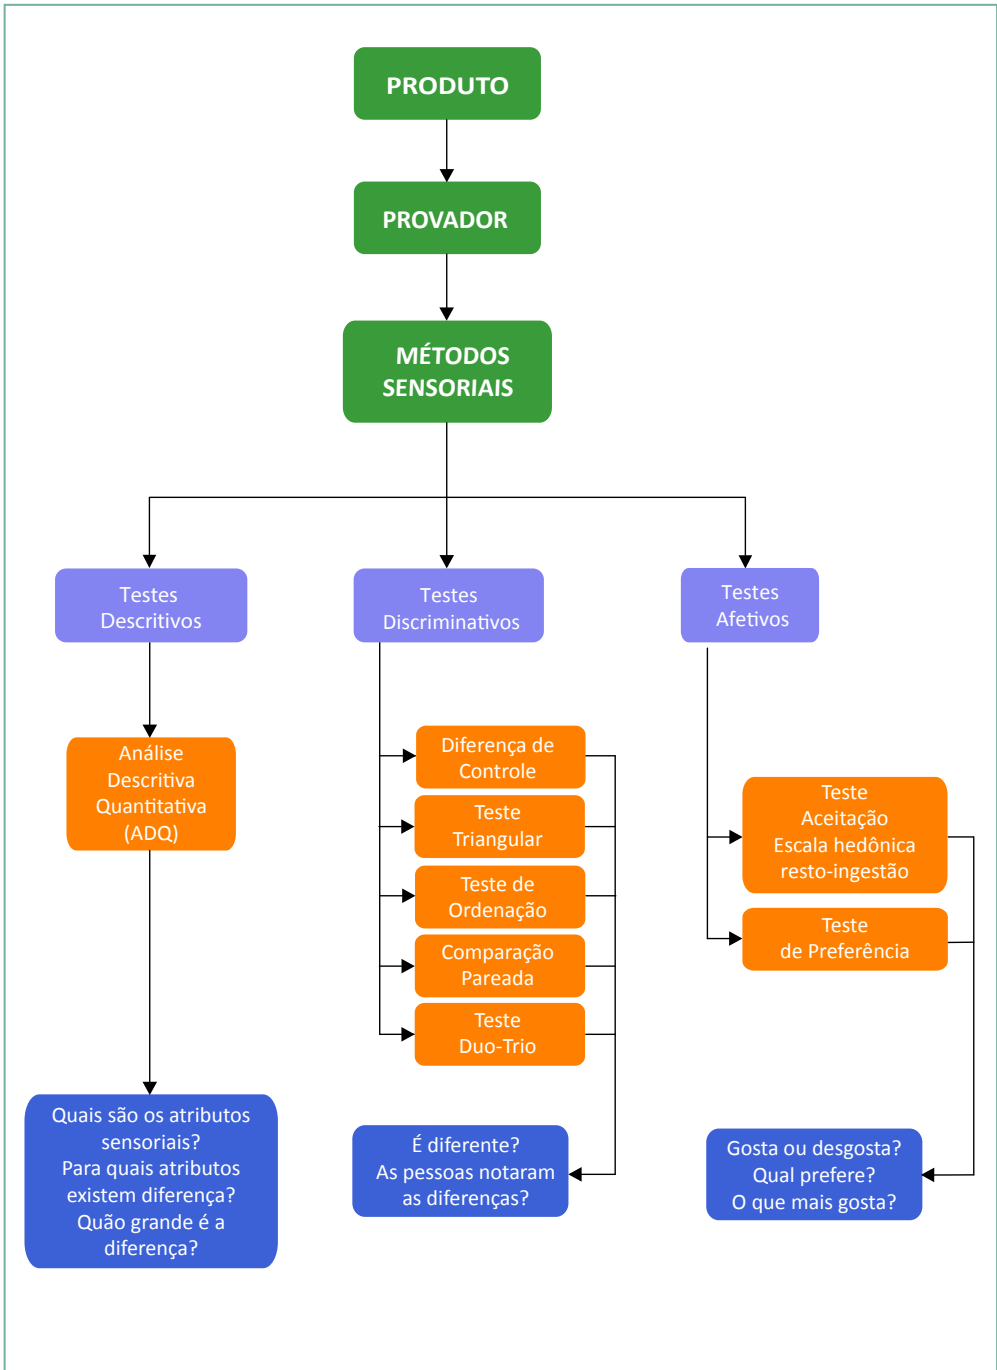 PRODUTO
PROVADOR
MÉTODOS
SENSORIAIS
Testes
Descritivos
Testes
Discriminativos
Testes
Afetivos
Análise
Descritiva
Quantitativa
(ADQ)
Diferença de
Controle
Teste
Triangular
Teste de
Ordenação
Comparação
Pareada
Teste
Duo-Trio
Teste
Aceitação
Escala hedônica
resto-ingestão
Teste
de Preferência
Quais são os atributos
sensoriais?
Para quais atributos
existem diferença?
Quão grande é a
diferença?
É diferente?
As pessoas notaram
as diferenças?
Gosta ou desgosta?
Qual prefere?
O que mais gosta?